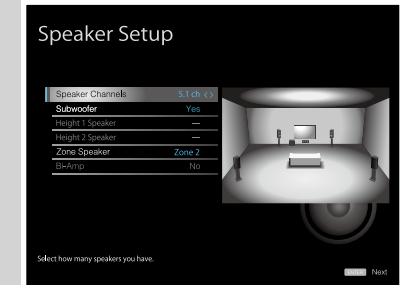 Speaker Setup
Speaker Channels 5.1 ch < >
Subwoofer Yes
Height 1 Speaker ---
Height 2 Speaker ---
Zone Speaker Zone 2
Bi-Amp No
Select how many speakers you have.
ENTER Next